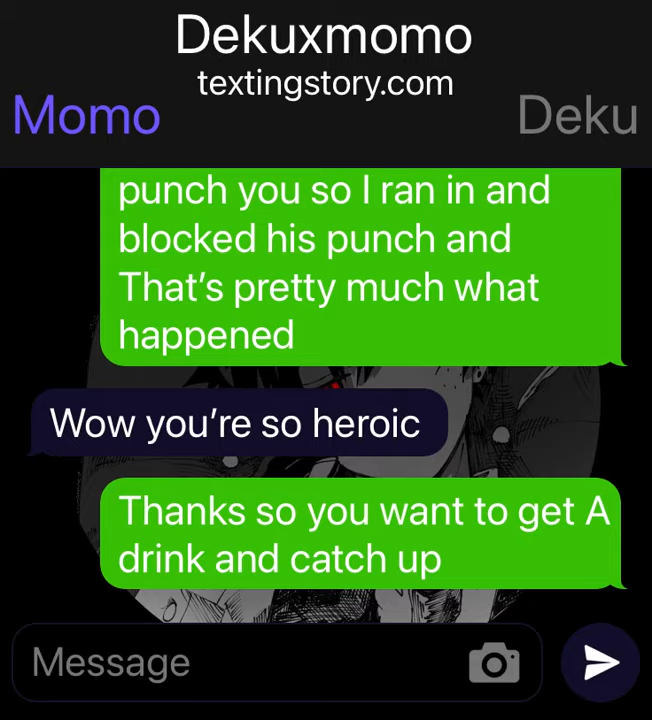 Dekuxmomo
textingstory.com
Momo
Deku
punch you so I ran in and
blocked his punch and
That's pretty much what
happened
Wow you're so heroic
Thanks so you want to get A
drink and catch up
Message